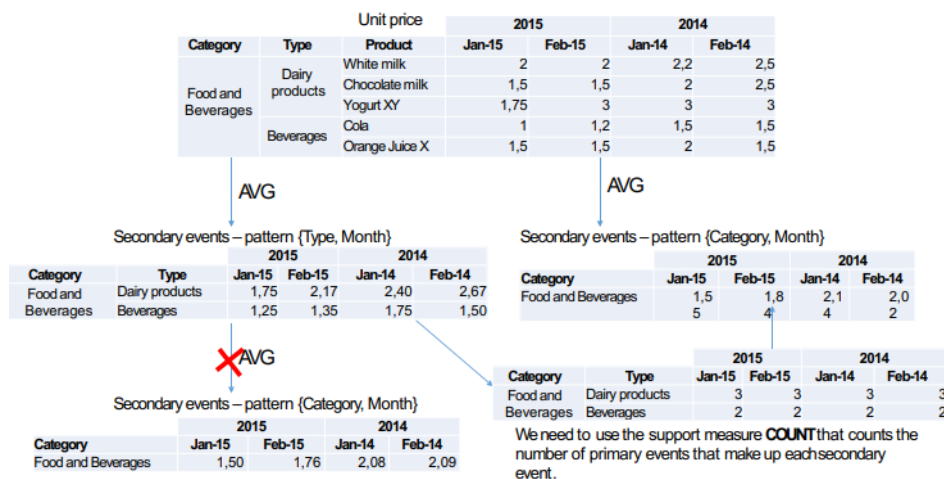 Unit price 2015 2014
Category Type Product Jan-15 Feb-15 Jan-14 Feb-14
Food and Beverages Dairy products White milk 2 2 2,2 2,5
Chocolate milk 1,5 1,5 2 2,5
Yogurt XY 1,75 3 3 3
Beverages Cola 1 1,2 1,5 1,5
Orange Juice X 1,5 1,5 2 1,5
AVG
AVG
Secondary events – pattern {Type, Month}
2015 2014
Category Type Jan-15 Feb-15 Jan-14 Feb-14
Food and Beverages Dairy products 1,75 2,17 2,40 2,67
Beverages 1,25 1,35 1,75 1,50
Secondary events – pattern {Category, Month}
2015 2014
Category Jan-15 Feb-15 Jan-14 Feb-14
Food and Beverages 1,5 1,8 2,1 2,0
5 4 4 2
AVG
Secondary events – pattern {Category, Month}
2015 2014
Category Jan-15 Feb-15 Jan-14 Feb-14
Food and Beverages 1,50 1,76 2,08 2,09
2015 2014
Category Type Jan-15 Feb-15 Jan-14 Feb-14
Food and Beverages Dairy products 3 3 3 3
Beverages 2 2 2 2
We need to use the support measure COUNT that counts the
number of primary events that make up each secondary
event.